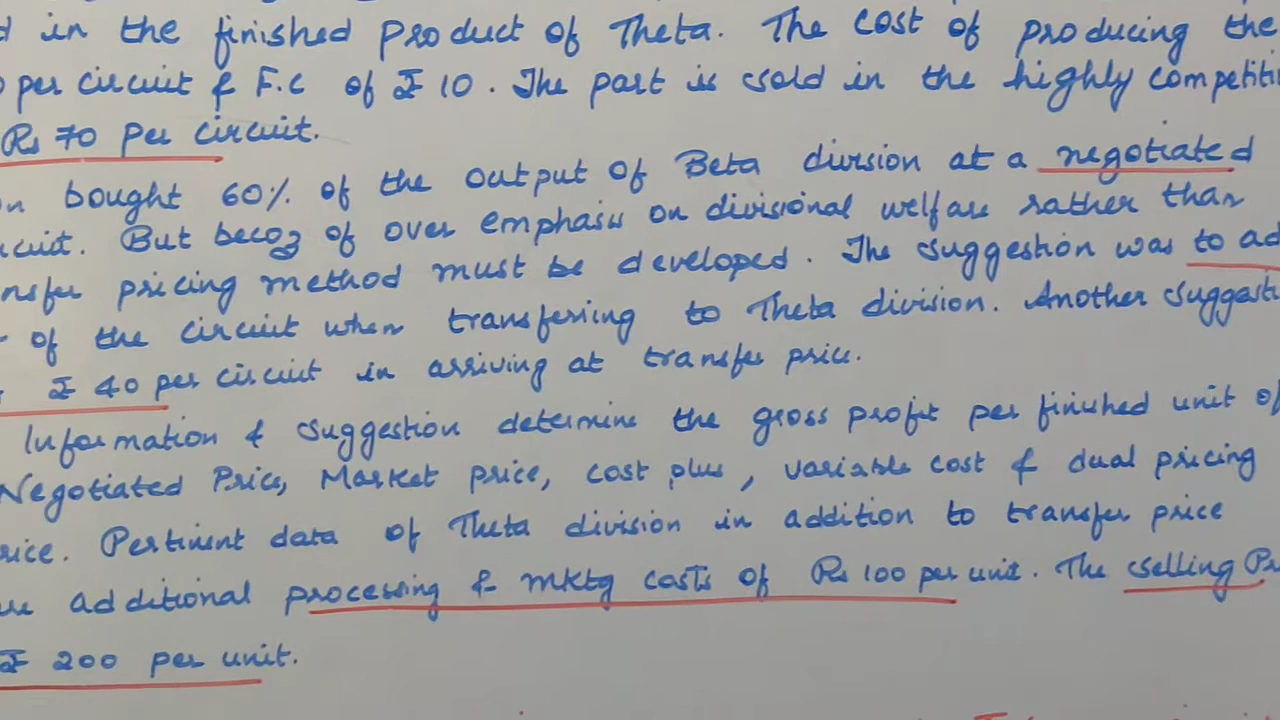 in the finished product of Theta. The cost of producing the
per circuit & F.C of ₹ 10. The part is sold in the highly competiti
Rs 70 per circuit.
n bought 60% of the output of Beta division at a negotiated
cuit. But becoz of over emphasis on divisional welfare rather than
nsfer pricing method must be developed. The suggestion was to ad
of the circuit when transferring to Theta division. Another suggesti
₹ 40 per circuit in arriving at transfer price.
Information & suggestion determine the gross profit per finished unit of
Negotiated Price, Market price, cost plus, variable cost & dual pricing
rice. Pertinent data of Theta division in addition to transfer price
re additional processing & mktg costs of Rs 100 per unit. The selling Pr
₹ 200 per unit.